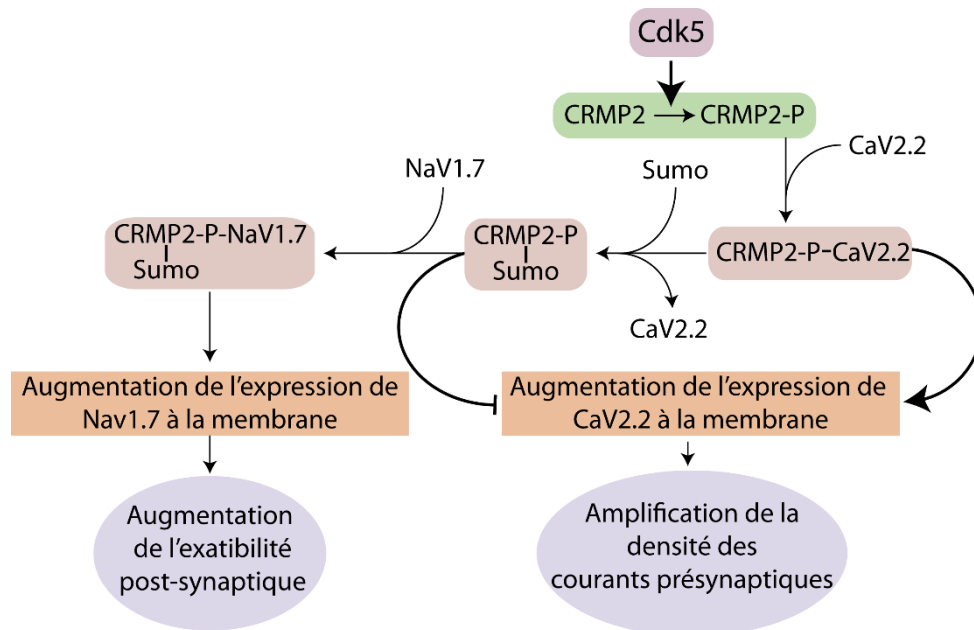 Cdk5
CRMP2 → CRMP2-P
CaV2.2
NaV1.7
Sumo
CRMP2-P-NaV1.7
Sumo
CRMP2-P
Sumo
CRMP2-P-CaV2.2
CaV2.2
Augmentation de l'expression de
Nav1.7 à la membrane
Augmentation de l'expression de
CaV2.2 à la membrane
Augmentation
de l'exatibilité
post-synaptique
Amplification de la
densité des
courants présynaptiques